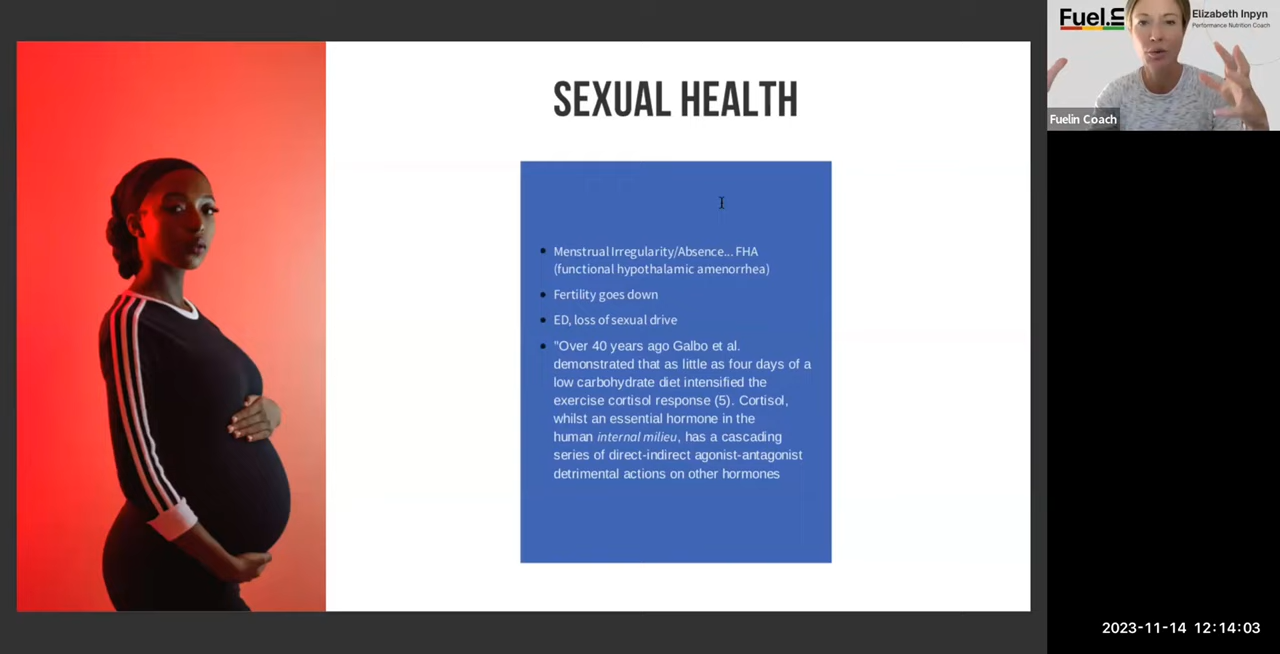 SEXUAL HEALTH
Menstrual Irregularity/Absence... FHA
(functional hypothalamic amenorrhea)
Fertility goes down
ED, loss of sexual drive
"Over 40 years ago Galbo et al.
demonstrated that as little as four days of a
low carbohydrate diet intensified the
exercise cortisol response (5). Cortisol,
whilst an essential hormone in the
human internal milieu, has a cascading
series of direct-indirect agonist-antagonist
detrimental actions on other hormones
Fuel.in
Elizabeth Inpyn
Performance Nutrition Coach
Fuelin Coach
2023-11-14 12:14:03